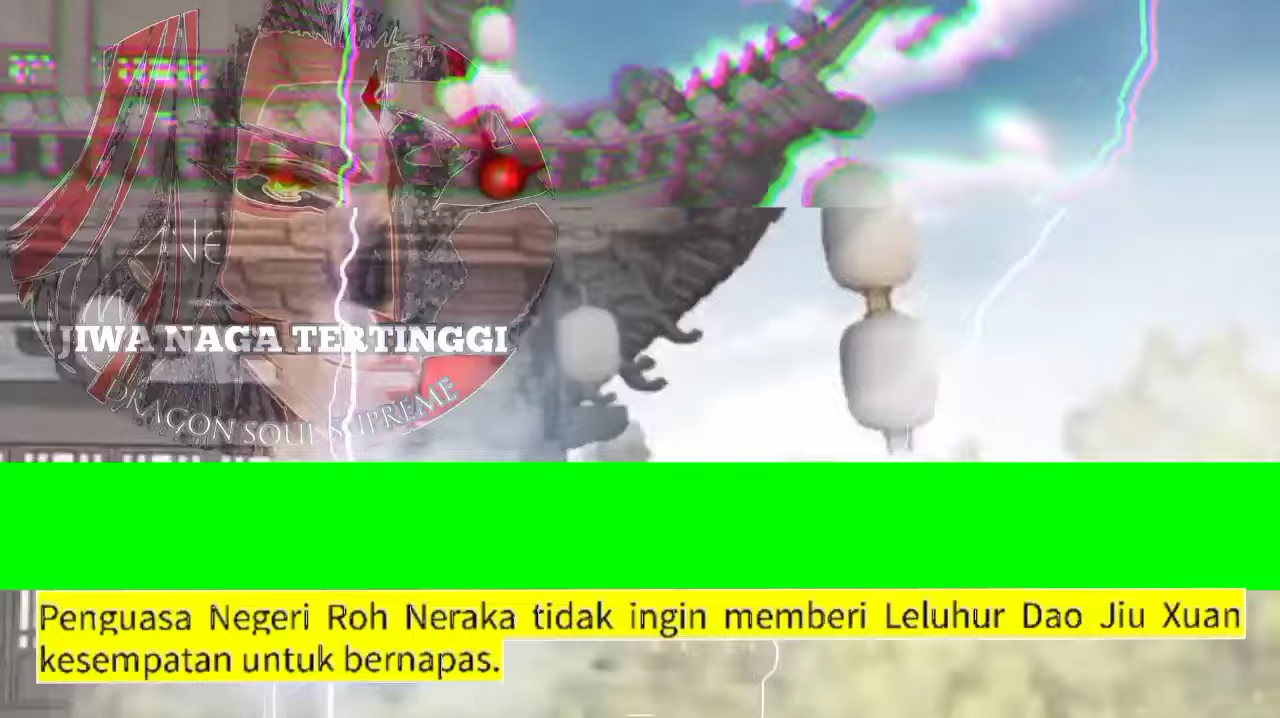 JIWA NAGA TERTINGGI
DRAGON SOUL SUPREME
Penguasa Negeri Roh Neraka tidak ingin memberi Leluhur Dao Jiu Xuan
kesempatan untuk bernapas.